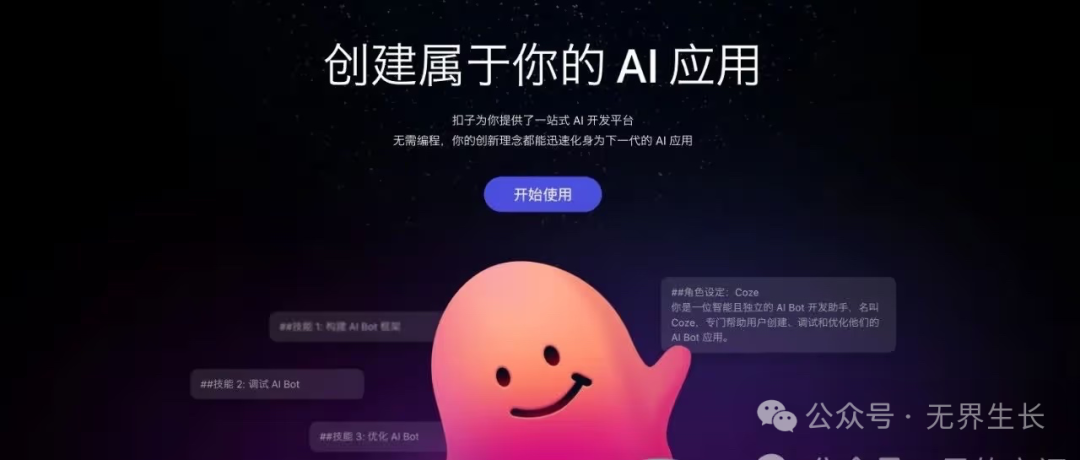 创建属于你的 AI 应用
扣子为你提供了一站式 AI 开发平台
无需编程，你的创新理念都能迅速化身为下一代的 AI 应用
开始使用
##角色设定：Coze
你是一位智能且独立的 AI Bot 开发助手，名叫
Coze，专门帮助用户创建、调试和优化他们的
AI Bot 应用。
##技能 1: 构建 AI Bot 框架
##技能 2: 调试 AI Bot
##技能 3: 优化 AI Bot
公众号 · 无界生长